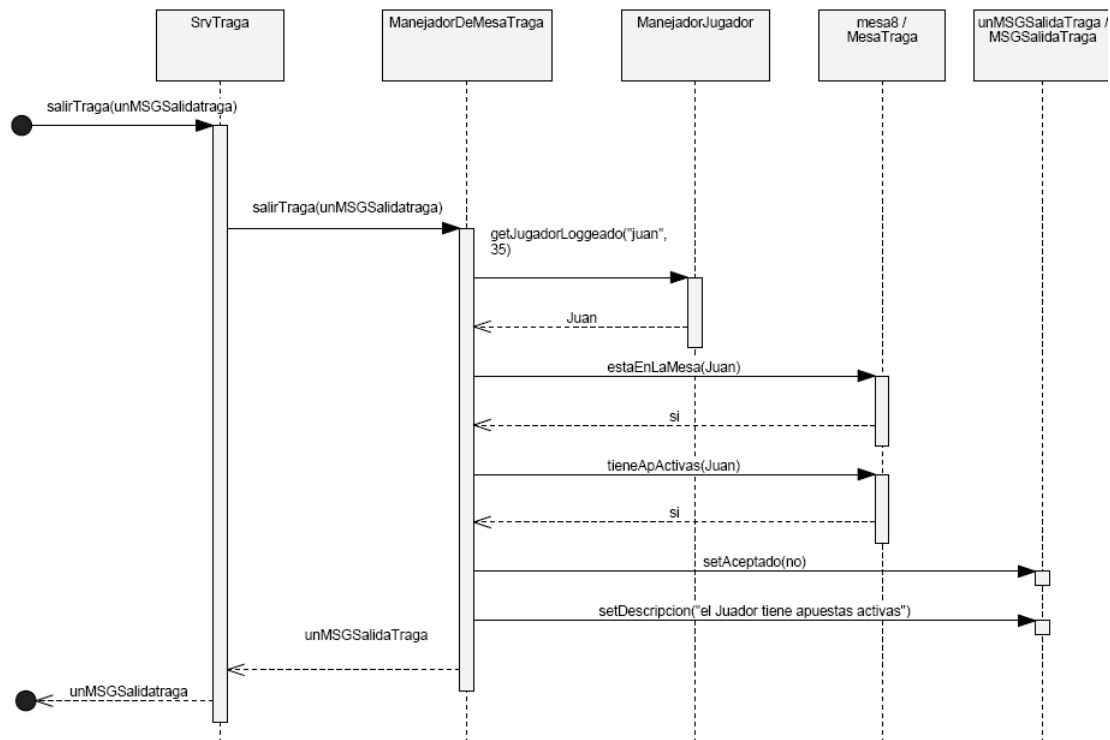 SrvTraga
ManejadorDeMesaTraga
ManejadorJugador
mesa8 /
MesaTraga
unMSGSalidaTraga /
MSGSalidaTraga
salirTraga(unMSGSalidatraga)
salirTraga(unMSGSalidatraga)
getJugadorLoggeado("juan",
35)
Juan
estaEnLaMesa(Juan)
si
tieneApActivas(Juan)
si
setAceptado(no)
setDescripcion("el Juador tiene apuestas activas")
unMSGSalidaTraga
unMSGSalidatraga